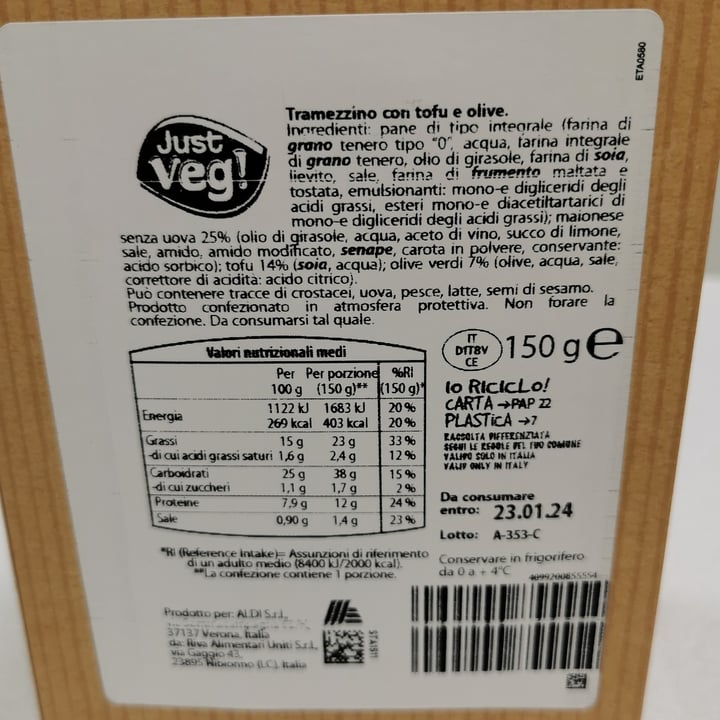 ETA0580
Just
veg!
Tramezzino con tofu e olive.
Ingredienti: pane di tipo integrale (farina di
grano tenero tipo "0", acqua, farina integrale
di grano tenero, olio di girasole, farina di soia,
lievito, sale, farina di frumento maltata e
tostata, emulsionanti: mono-e digliceridi degli
acidi grassi, esteri mono-e diacetiltartarici di
mono-e digliceridi degli acidi grassi); maionese
senza uova 25% (olio di girasole, acqua, aceto di vino, succo di limone,
sale, amido, amido modificato, senape, carota in polvere, conservante:
acido sorbico); tofu 14% (soia, acqua); olive verdi 7% (olive, acqua, sale,
correttore di acidità: acido citrico).
Può contenere tracce di crostacei, uova, pesce, latte, semi di sesamo.
Prodotto confezionato in atmosfera protettiva. Non forare la
confezione. Da consumarsi tal quale.
Valori nutrizionali medi
Per 100 g Per porzione (150 g)** %RI (150 g)*
Energia 1122 kJ 1683 kJ 20 %
269 kcal 403 kcal 20 %
Grassi 15 g 23 g 33 %
-di cui acidi grassi saturi 1,6 g 2,4 g 12 %
Carboidrati 25 g 38 g 15 %
-di cui zuccheri 1,1 g 1,7 g 2 %
Proteine 7,9 g 12 g 24 %
Sale 0,90 g 1,4 g 23 %
*RI (Reference Intake)= Assunzioni di riferimento
di un adulto medio (8400 kJ/2000 kcal).
**La confezione contiene 1 porzione.
IT
D1T8V
CE
150 g e
Io RICICLO!
CARTA →PAP 22
PLASTICA →7
RACCOLTA DIFFERENZIATA
SEGUI LE REGOLE DEL TUO COMUNE
VALIDO SOLO IN ITALIA
VALID ONLY IN ITALY
Da consumare
entro: 23.01.24
Lotto: A-353-C
Conservare in frigorifero
da 0 a + 4°C
4099200855554
Prodotto per: ALDI S.r.l.,
37137 Verona, Italia
da: Riva Alimentari Uniti S.r.l.,
via Gaggio 43,
23895 Nibionno (LC), Italia
STA1511